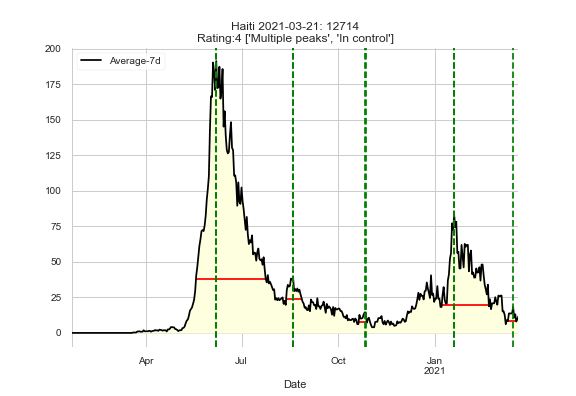 Haiti 2021-03-21: 12714
Rating:4 ['Multiple peaks', 'In control']
Average-7d
200
175
150
125
100
75
50
25
0
Apr
Jul
Oct
Jan
2021
Date